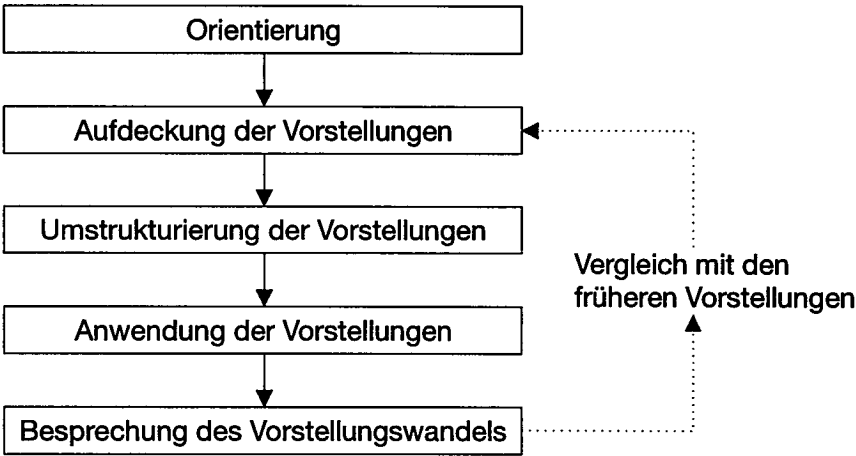 Orientierung
Aufdeckung der Vorstellungen
Umstrukturierung der Vorstellungen
Vergleich mit den
früheren Vorstellungen
Anwendung der Vorstellungen
Besprechung des Vorstellungswandels